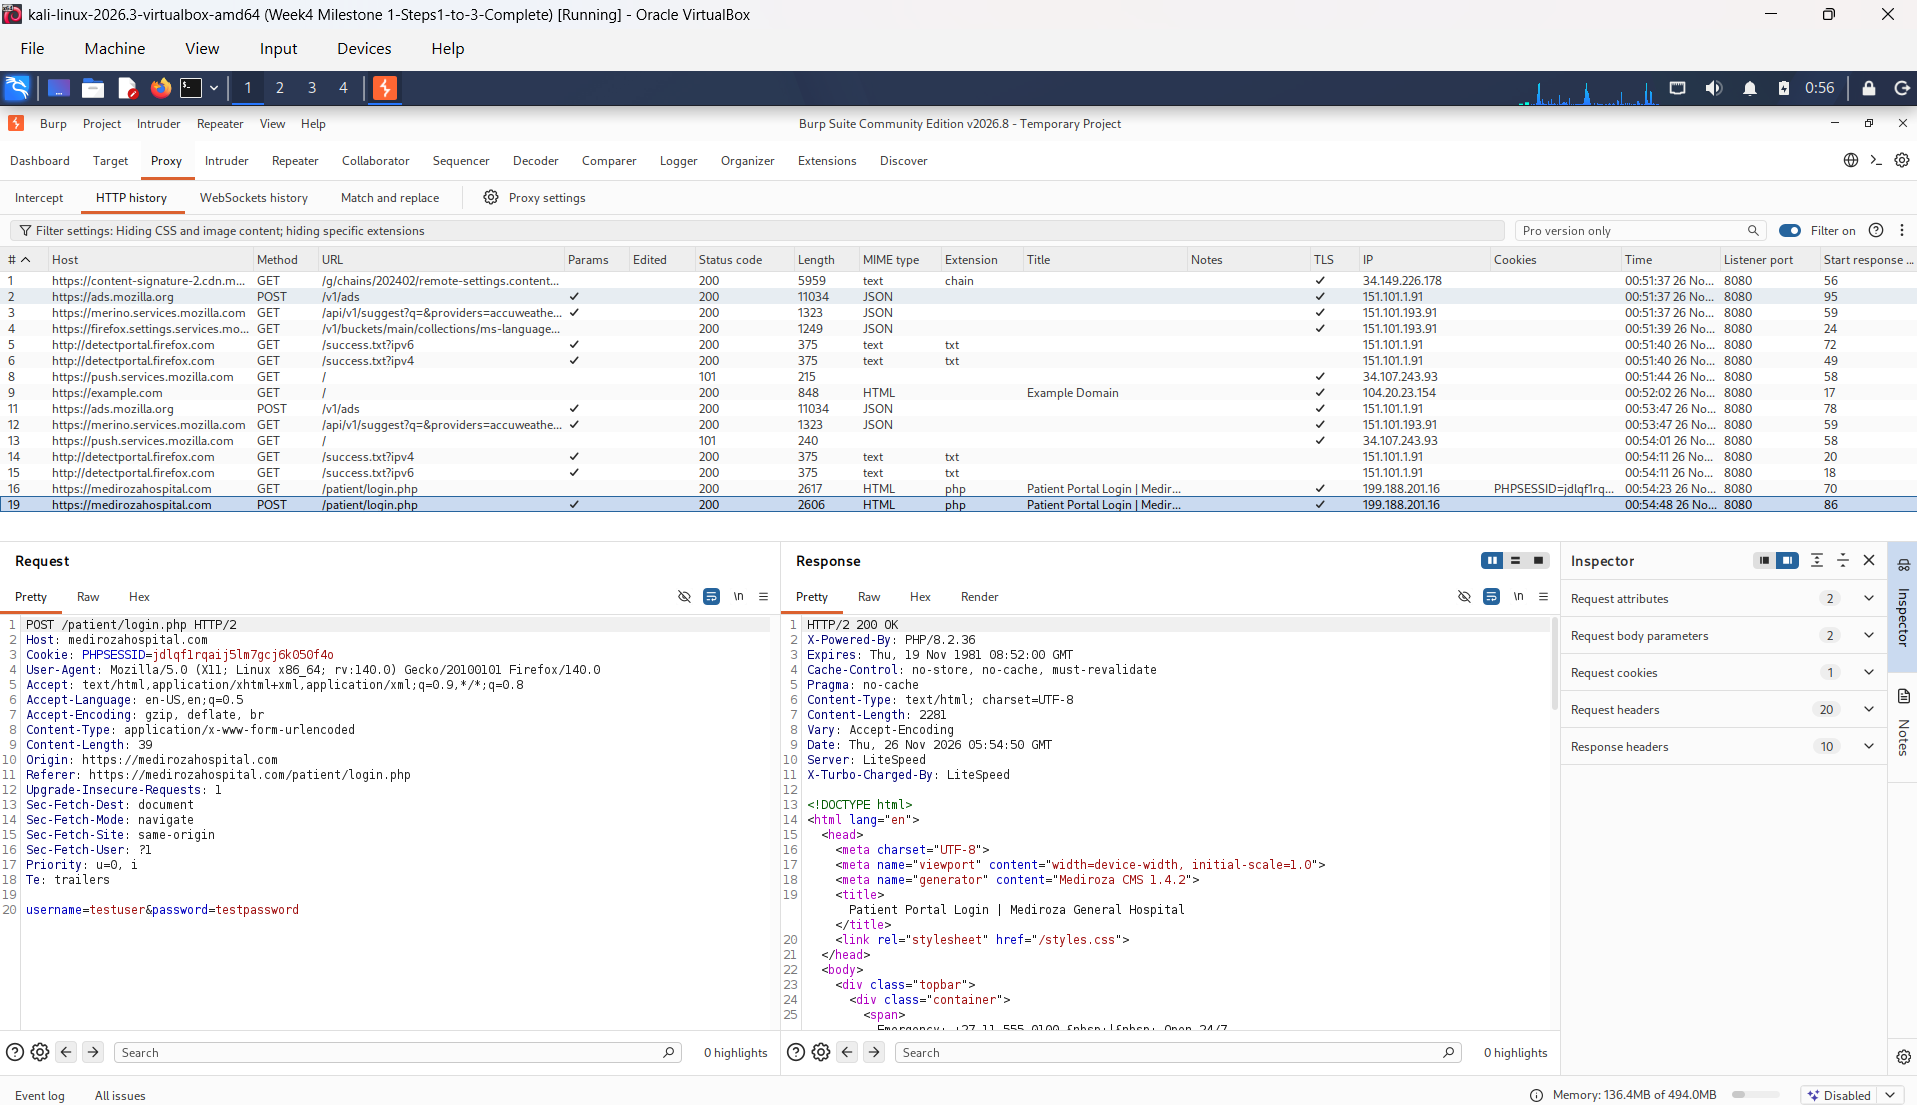 kali-linux-2026.3-virtualbox-amd64 (Week4 Milestone 1-Steps1-to-3-Complete) [Running] - Oracle VirtualBox
File Machine View Input Devices Help
1 2 3 4 0:56
Burp Project Intruder Repeater View Help Burp Suite Community Edition v2026.8 - Temporary Project
Dashboard Target Proxy Intruder Repeater Collaborator Sequencer Decoder Comparer Logger Organizer Extensions Discover
Intercept HTTP history WebSockets history Match and replace Proxy settings
Filter settings: Hiding CSS and image content; hiding specific extensions Pro version only Filter on
# Host Method URL Params Edited Status code Length MIME type Extension Title Notes TLS IP Cookies Time Listener port Start response ...
1 https://content-signature-2.cdn.m... GET /g/chains/202402/remote-settings.content... 200 5959 text chain ✓ 34.149.226.178 00:51:37 26 No... 8080 56
2 https://ads.mozilla.org POST /v1/ads ✓ 200 11034 JSON ✓ 151.101.1.91 00:51:37 26 No... 8080 95
3 https://merino.services.mozilla.com GET /api/v1/suggest?q=&providers=accuweathe... ✓ 200 1323 JSON ✓ 151.101.193.91 00:51:37 26 No... 8080 59
4 https://firefox.settings.services.mo... GET /v1/buckets/main/collections/ms-language... 200 1249 JSON ✓ 151.101.193.91 00:51:39 26 No... 8080 24
5 http://detectportal.firefox.com GET /success.txt?ipv6 ✓ 200 375 text txt 151.101.1.91 00:51:40 26 No... 8080 72
6 http://detectportal.firefox.com GET /success.txt?ipv4 ✓ 200 375 text txt 151.101.1.91 00:51:40 26 No... 8080 49
8 https://push.services.mozilla.com GET / 101 215 ✓ 34.107.243.93 00:51:44 26 No... 8080 58
9 https://example.com GET / 200 848 HTML Example Domain ✓ 104.20.23.154 00:52:02 26 No... 8080 17
11 https://ads.mozilla.org POST /v1/ads ✓ 200 11034 JSON ✓ 151.101.1.91 00:53:47 26 No... 8080 78
12 https://merino.services.mozilla.com GET /api/v1/suggest?q=&providers=accuweathe... ✓ 200 1323 JSON ✓ 151.101.193.91 00:53:47 26 No... 8080 59
13 https://push.services.mozilla.com GET / 101 240 ✓ 34.107.243.93 00:54:01 26 No... 8080 58
14 http://detectportal.firefox.com GET /success.txt?ipv4 ✓ 200 375 text txt 151.101.1.91 00:54:11 26 No... 8080 20
15 http://detectportal.firefox.com GET /success.txt?ipv6 ✓ 200 375 text txt 151.101.1.91 00:54:11 26 No... 8080 18
16 https://medirozahospital.com GET /patient/login.php 200 2617 HTML php Patient Portal Login | Medir... ✓ 199.188.201.16 PHPSESSID=jdlqf1rq... 00:54:23 26 No... 8080 70
19 https://medirozahospital.com POST /patient/login.php ✓ 200 2606 HTML php Patient Portal Login | Medir... ✓ 199.188.201.16 00:54:48 26 No... 8080 86
Request
Pretty Raw Hex \n
1 POST /patient/login.php HTTP/2
2 Host: medirozahospital.com
3 Cookie: PHPSESSID=jdlqf1rqaij5lm7gcj6k050f4o
4 User-Agent: Mozilla/5.0 (X11; Linux x86_64; rv:140.0) Gecko/20100101 Firefox/140.0
5 Accept: text/html,application/xhtml+xml,application/xml;q=0.9,*/*;q=0.8
6 Accept-Language: en-US,en;q=0.5
7 Accept-Encoding: gzip, deflate, br
8 Content-Type: application/x-www-form-urlencoded
9 Content-Length: 39
10 Origin: https://medirozahospital.com
11 Referer: https://medirozahospital.com/patient/login.php
12 Upgrade-Insecure-Requests: 1
13 Sec-Fetch-Dest: document
14 Sec-Fetch-Mode: navigate
15 Sec-Fetch-Site: same-origin
16 Sec-Fetch-User: ?1
17 Priority: u=0, i
18 Te: trailers
19
20 username=testuser&password=testpassword
Search 0 highlights
Response
Pretty Raw Hex Render \n
1 HTTP/2 200 OK
2 X-Powered-By: PHP/8.2.36
3 Expires: Thu, 19 Nov 1981 08:52:00 GMT
4 Cache-Control: no-store, no-cache, must-revalidate
5 Pragma: no-cache
6 Content-Type: text/html; charset=UTF-8
7 Content-Length: 2281
8 Vary: Accept-Encoding
9 Date: Thu, 26 Nov 2026 05:54:50 GMT
10 Server: LiteSpeed
11 X-Turbo-Charged-By: LiteSpeed
12
13 <!DOCTYPE html>
14 <html lang="en">
15 <head>
16 <meta charset="UTF-8">
17 <meta name="viewport" content="width=device-width, initial-scale=1.0">
18 <meta name="generator" content="Mediroza CMS 1.4.2">
19 <title>
Patient Portal Login | Mediroza General Hospital
</title>
20 <link rel="stylesheet" href="/styles.css">
21 </head>
22 <body>
23 <div class="topbar">
24 <div class="container">
25 <span>
Emergency: +27 11 555 0100 &nbsp;|&nbsp; Open 24/7
Search 0 highlights
Inspector
Request attributes 2
Request body parameters 2
Request cookies 1
Request headers 20
Response headers 10
Inspector
Notes
Event log All issues Memory: 136.4MB of 494.0MB Disabled